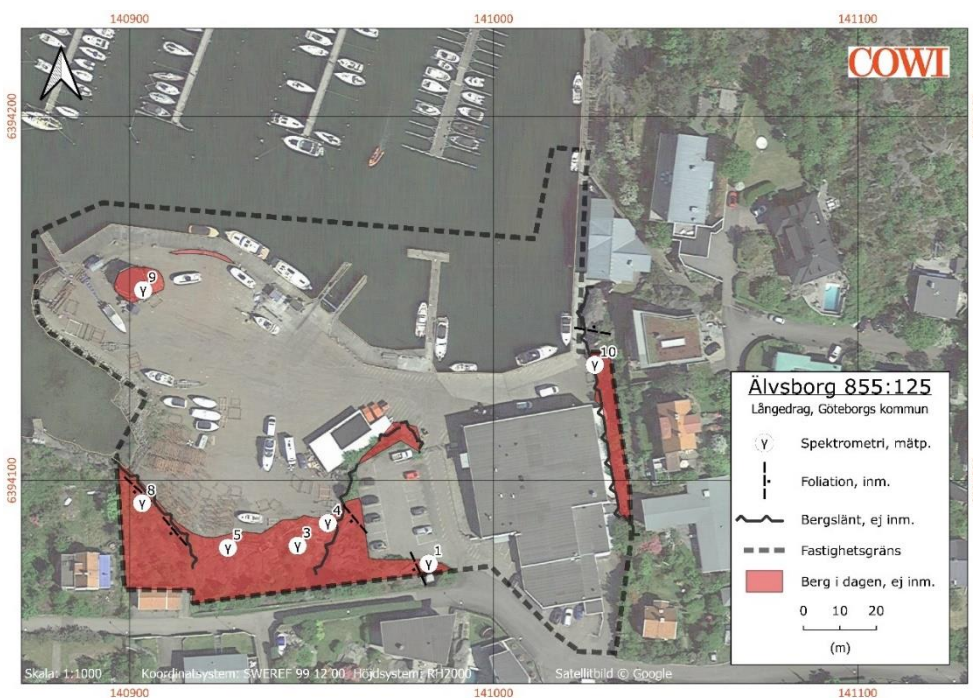 140900 141000 141100
COWI
6394200
9
10
Älvsborg 855:125
Långedrag, Göteborgs kommun
γ Spektrometri, mätp.
Foliation, inm.
6394100
8
4
5
3
1
Bergslänt, ej inm.
Fastighetsgräns
Berg i dagen, ej inm.
0 10 20
(m)
Skala: 1:1000 Koordinatsystem: SWEREF 99 12 00 Höjdsystem: RH2000 Satellitbild © Google
140900 141000 141100